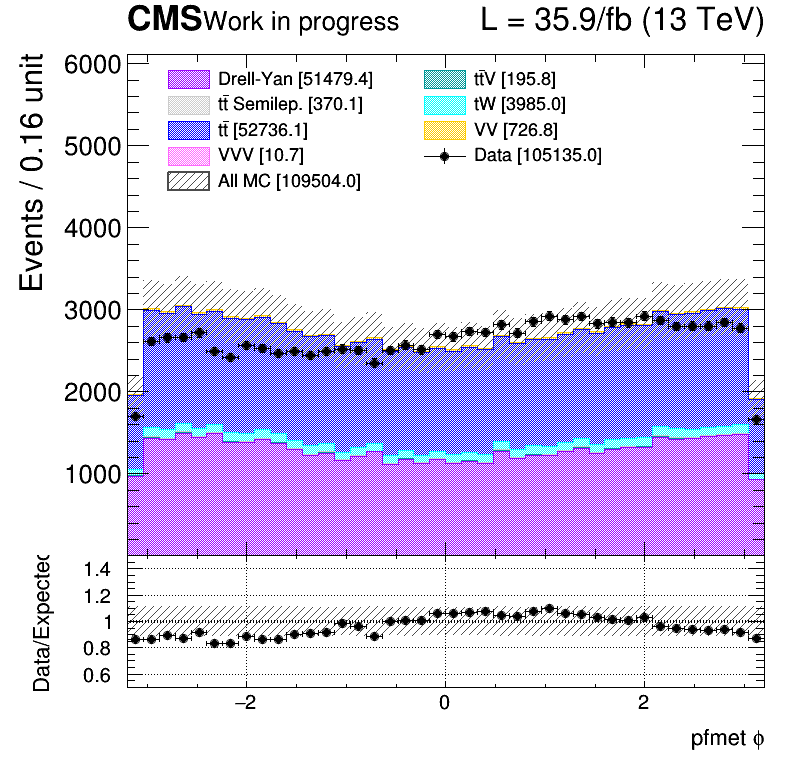 CMS Work in progress L = 35.9/fb (13 TeV)
Events / 0.16 unit
6000
5000
4000
3000
2000
1000
Drell-Yan [51479.4]
tt̄ Semilep. [370.1]
tt̄ [52736.1]
VVV [10.7]
All MC [109504.0]
tt̄V [195.8]
tW [3985.0]
VV [726.8]
Data [105135.0]
Data/Expected
1.4
1.2
1
0.8
0.6
−2 0 2
pfmet ϕ